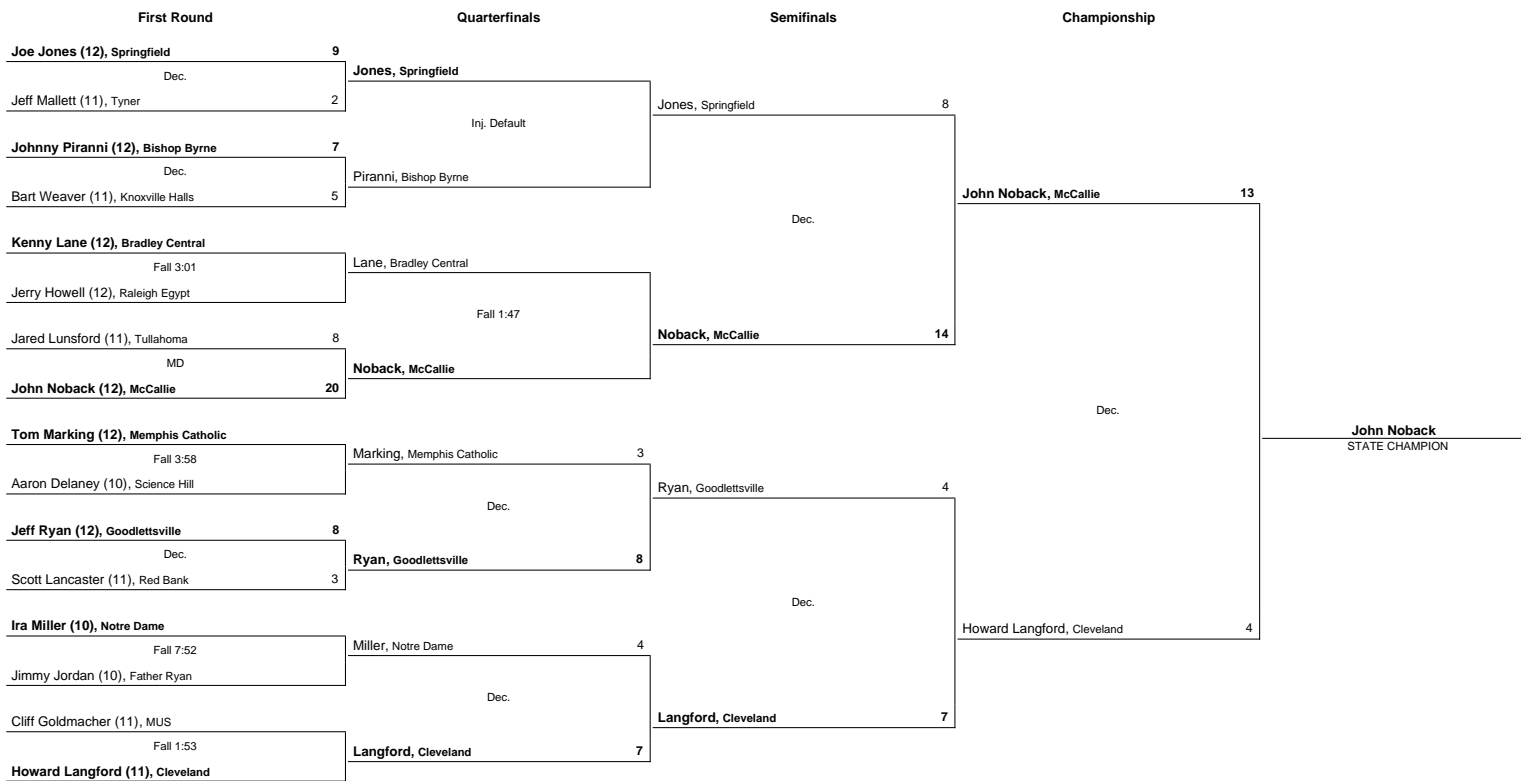 First Round Quarterfinals Semifinals Championship
Joe Jones (12), Springfield 9
Dec.
Jeff Mallett (11), Tyner 2
Johnny Piranni (12), Bishop Byrne 7
Dec.
Bart Weaver (11), Knoxville Halls 5
Kenny Lane (12), Bradley Central
Fall 3:01
Jerry Howell (12), Raleigh Egypt
Jared Lunsford (11), Tullahoma 8
MD
John Noback (12), McCallie 20
Tom Marking (12), Memphis Catholic
Fall 3:58
Aaron Delaney (10), Science Hill
Jeff Ryan (12), Goodlettsville 8
Dec.
Scott Lancaster (11), Red Bank 3
Ira Miller (10), Notre Dame
Fall 7:52
Jimmy Jordan (10), Father Ryan
Cliff Goldmacher (11), MUS
Fall 1:53
Howard Langford (11), Cleveland
Jones, Springfield
Inj. Default
Piranni, Bishop Byrne
Lane, Bradley Central
Fall 1:47
Noback, McCallie
Marking, Memphis Catholic 3
Dec.
Ryan, Goodlettsville 8
Miller, Notre Dame 4
Dec.
Langford, Cleveland 7
Jones, Springfield 8
Dec.
Noback, McCallie 14
Ryan, Goodlettsville 4
Dec.
Langford, Cleveland 7
John Noback, McCallie 13
Dec.
Howard Langford, Cleveland 4
John Noback
STATE CHAMPION